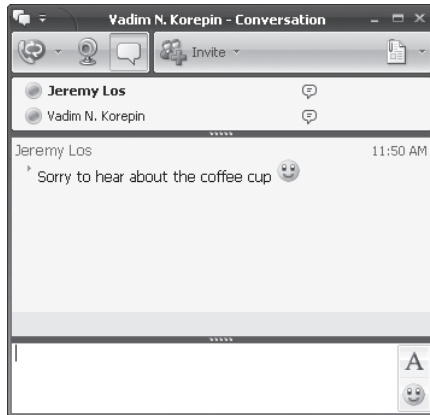 Vadim N. Korepin - Conversation
Invite
Jeremy Los
Vadim N. Korepin
Jeremy Los 11:50 AM
Sorry to hear about the coffee cup
A